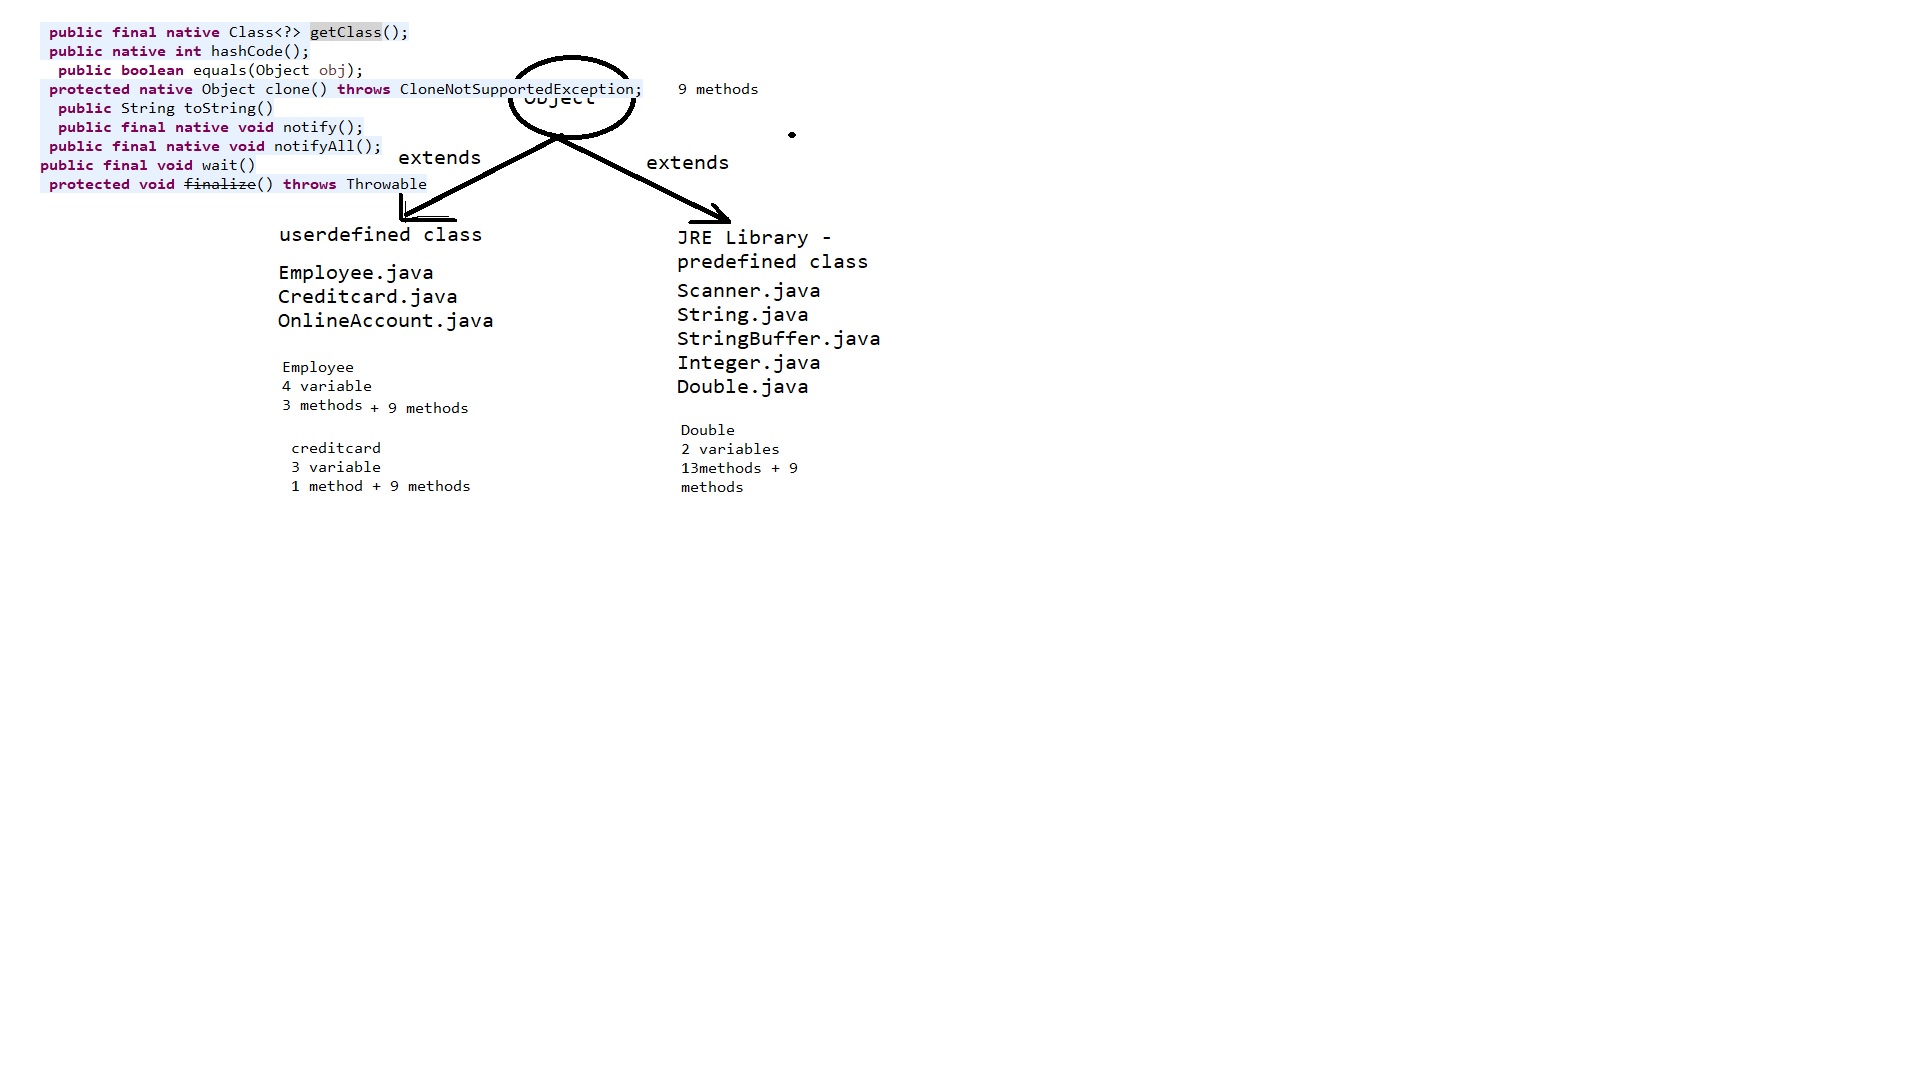 public final native Class<?> getClass();
public native int hashCode();
public boolean equals(Object obj);
protected native Object clone() throws CloneNotSupportedException;
9 methods
Object
public String toString()
public final native void notify();
public final native void notifyAll();
public final void wait()
protected void finalize() throws Throwable
extends
extends
userdefined class
Employee.java
Creditcard.java
OnlineAccount.java
Employee
4 variable
3 methods + 9 methods
creditcard
3 variable
1 method + 9 methods
JRE Library -
predefined class
Scanner.java
String.java
StringBuffer.java
Integer.java
Double.java
Double
2 variables
13methods + 9
methods